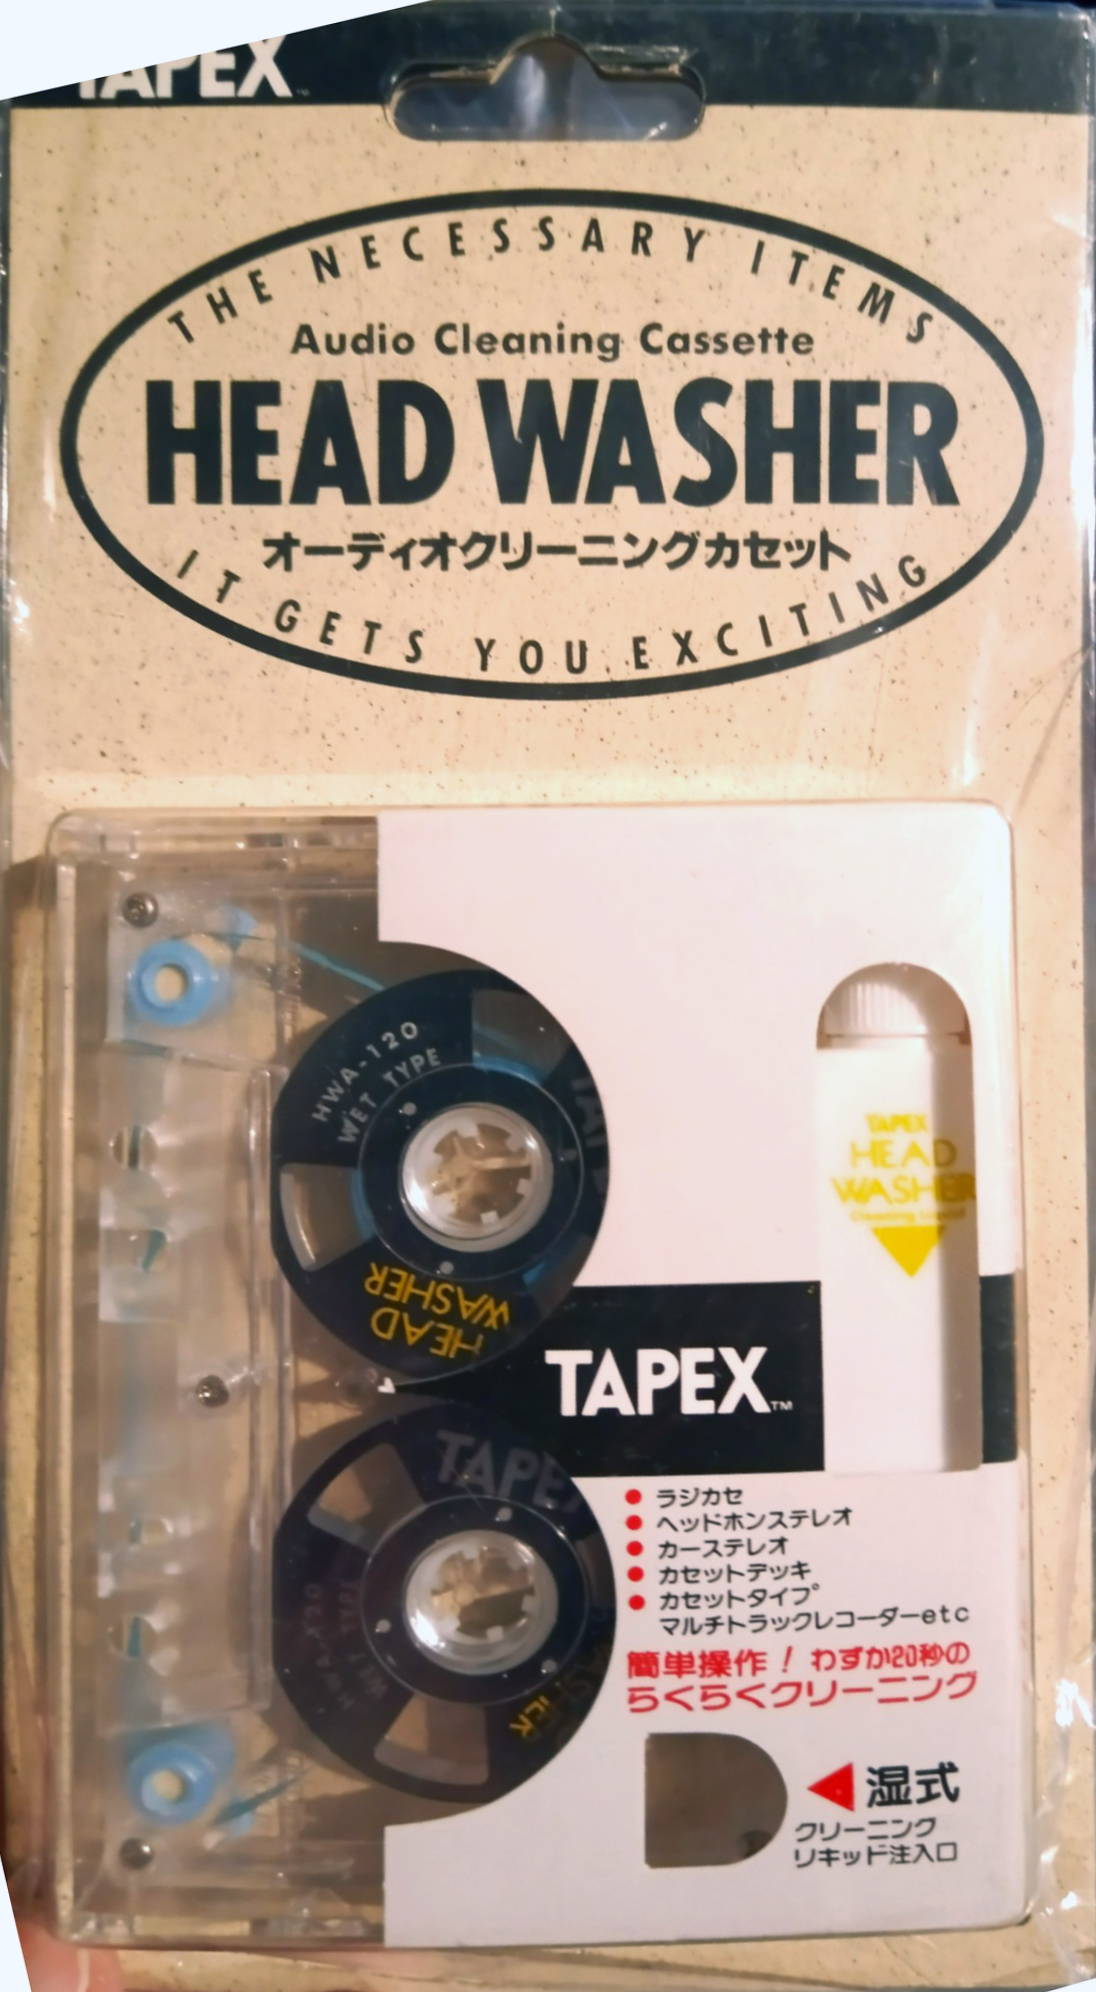 TAPEX
THE NECESSARY ITEMS
Audio Cleaning Cassette
HEAD WASHER
オーディオクリーニングカセット
IT GETS YOU EXCITING
HWA-120
WET TYPE
HEAD
WASHER
TAPEX
HEAD
WASHER
Cleaning Liquid
TAPEX™
TAPEX
● ラジカセ
● ヘッドホンステレオ
● カーステレオ
● カセットデッキ
● カセットタイプ
マルチトラックレコーダーetc
簡単操作！わずか20秒の
らくらくクリーニング
湿式
クリーニング
リキッド注入口